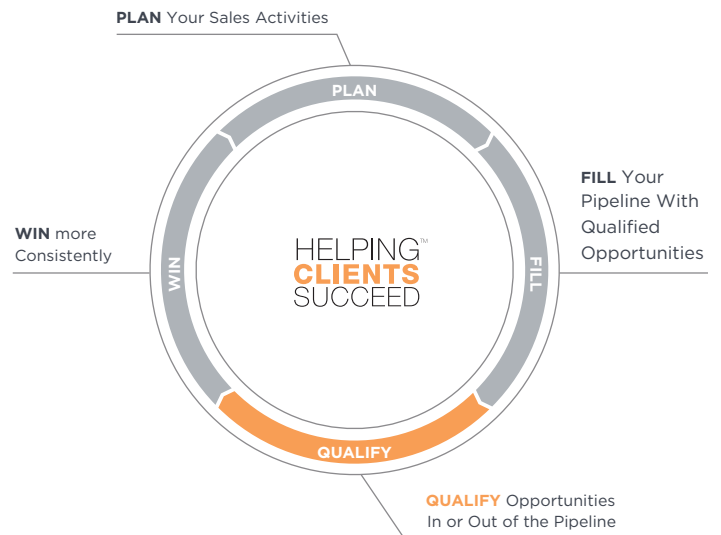 PLAN Your Sales Activities
PLAN
FILL Your
Pipeline With
Qualified
Opportunities
WIN more
Consistently
HELPING™
CLIENTS
SUCCEED
WIN
FILL
QUALIFY
QUALIFY Opportunities
In or Out of the Pipeline